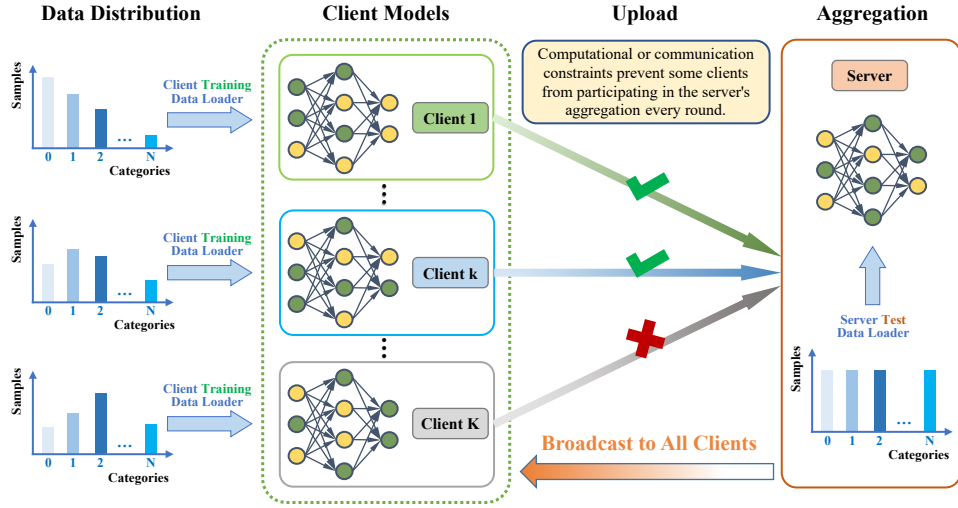 Data Distribution
Client Models
Upload
Aggregation
Samples
0 1 2 ... N
Categories
Client Training
Data Loader
Client 1
Computational or communication
constraints prevent some clients
from participating in the server's
aggregation every round.
Server
Samples
0 1 2 ... N
Categories
Client Training
Data Loader
Client k
Server Test
Data Loader
Samples
0 1 2 ... N
Categories
Client Training
Data Loader
Client K
Broadcast to All Clients
Samples
0 1 2 ... N
Categories